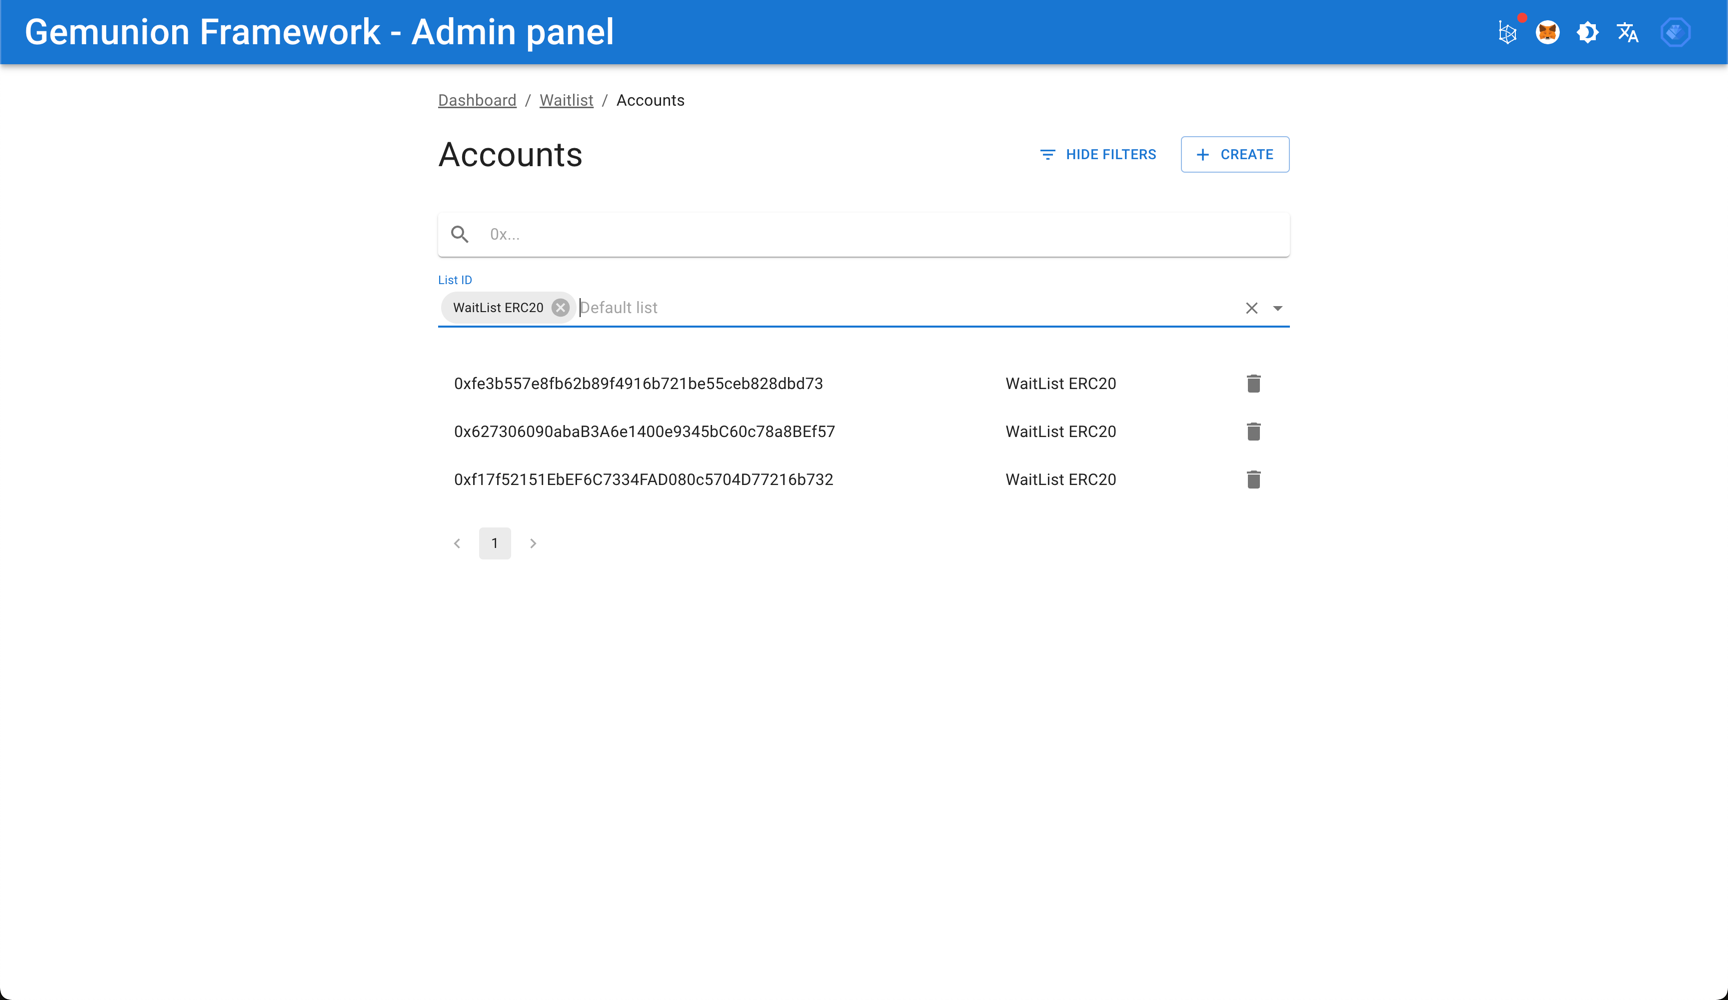 Gemunion Framework - Admin panel
Dashboard / Waitlist / Accounts
Accounts
HIDE FILTERS
CREATE
0x...
List ID
WaitList ERC20 Default list
0xfe3b557e8fb62b89f4916b721be55ceb828dbd73 WaitList ERC20
0x627306090abaB3A6e1400e9345bC60c78a8BEf57 WaitList ERC20
0xf17f52151EbEF6C7334FAD080c5704D77216b732 WaitList ERC20
1